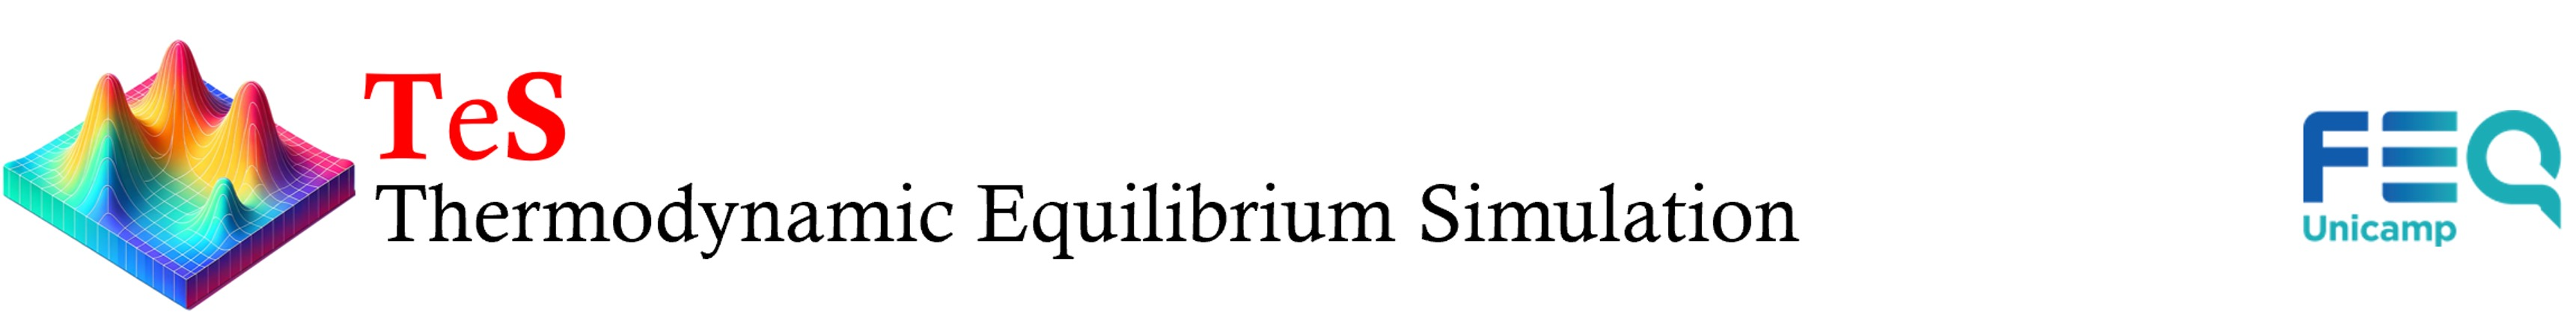 TeS
Thermodynamic Equilibrium Simulation
FEQ
Unicamp